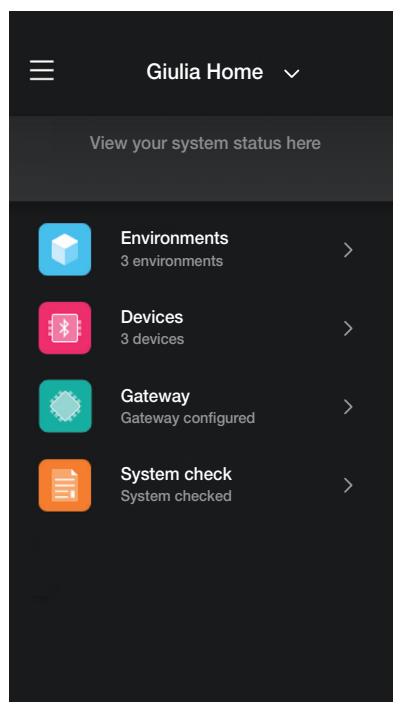 Giulia Home
View your system status here
Environments
3 environments
Devices
3 devices
Gateway
Gateway configured
System check
System checked